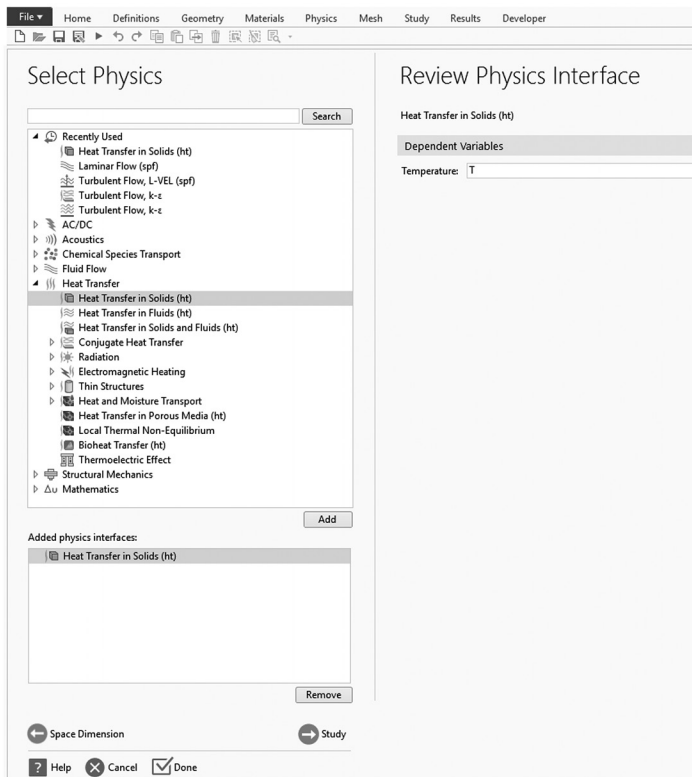 File Home Definitions Geometry Materials Physics Mesh Study Results Developer
Select Physics
Search
Recently Used
Heat Transfer in Solids (ht)
Laminar Flow (spf)
Turbulent Flow, L-VEL (spf)
Turbulent Flow, k-ε
Turbulent Flow, k-ε
AC/DC
Acoustics
Chemical Species Transport
Fluid Flow
Heat Transfer
Heat Transfer in Solids (ht)
Heat Transfer in Fluids (ht)
Heat Transfer in Solids and Fluids (ht)
Conjugate Heat Transfer
Radiation
Electromagnetic Heating
Thin Structures
Heat and Moisture Transport
Heat Transfer in Porous Media (ht)
Local Thermal Non-Equilibrium
Bioheat Transfer (ht)
Thermoelectric Effect
Structural Mechanics
Δu Mathematics
Add
Added physics interfaces:
Heat Transfer in Solids (ht)
Remove
Space Dimension
Study
? Help Cancel Done
Review Physics Interface
Heat Transfer in Solids (ht)
Dependent Variables
Temperature: T